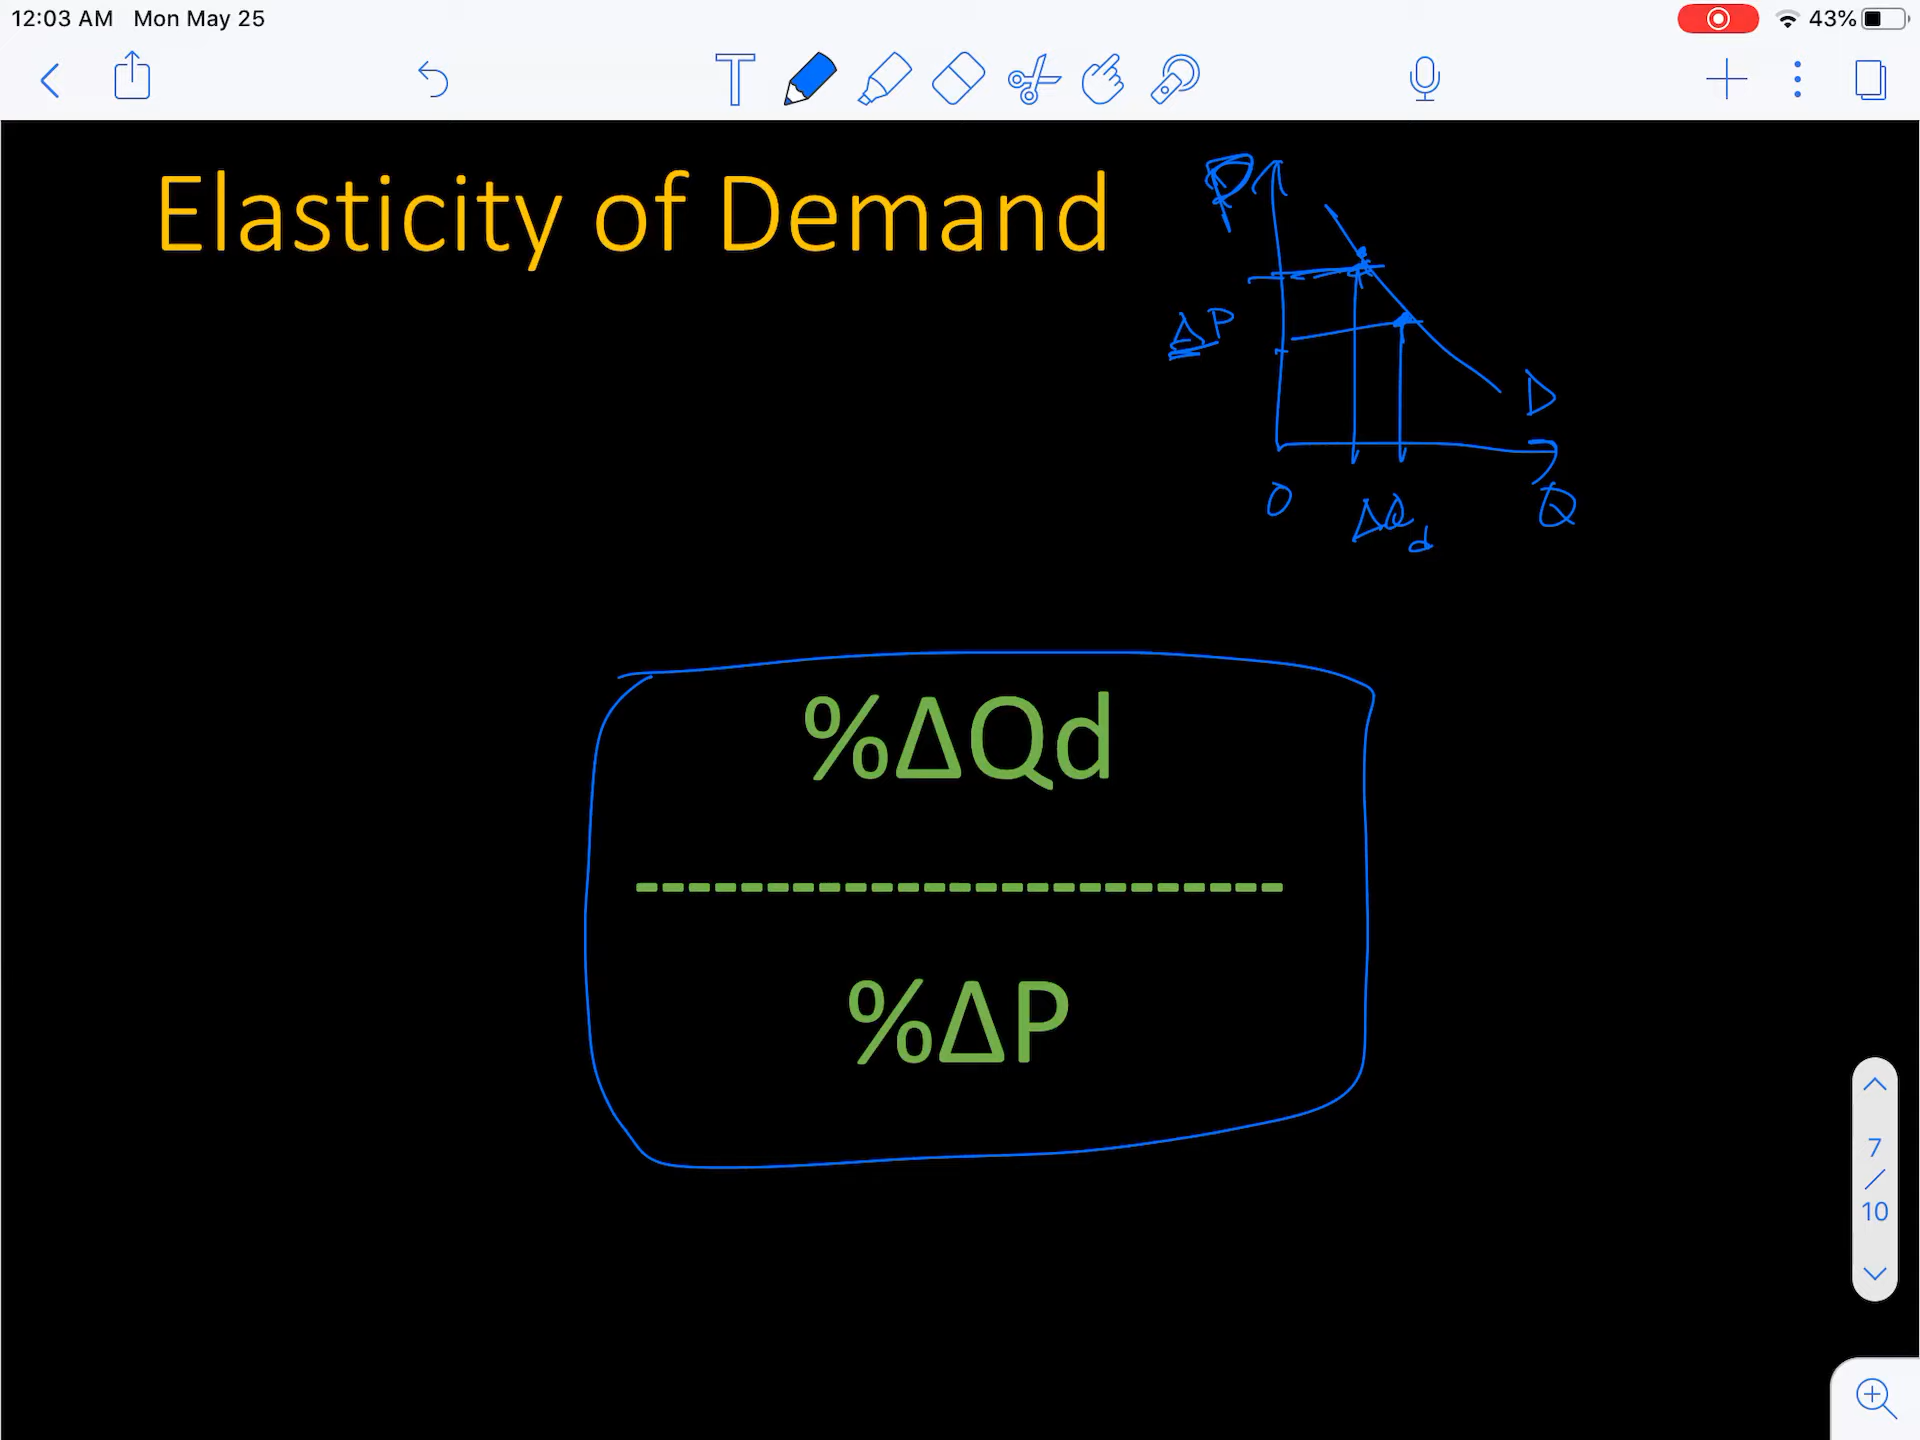 12:03 AM Mon May 25
43%
T
Elasticity of Demand
P
ΔP
D
0
ΔQd
Q
%ΔQd
-------------------------
%ΔP
7
/
10